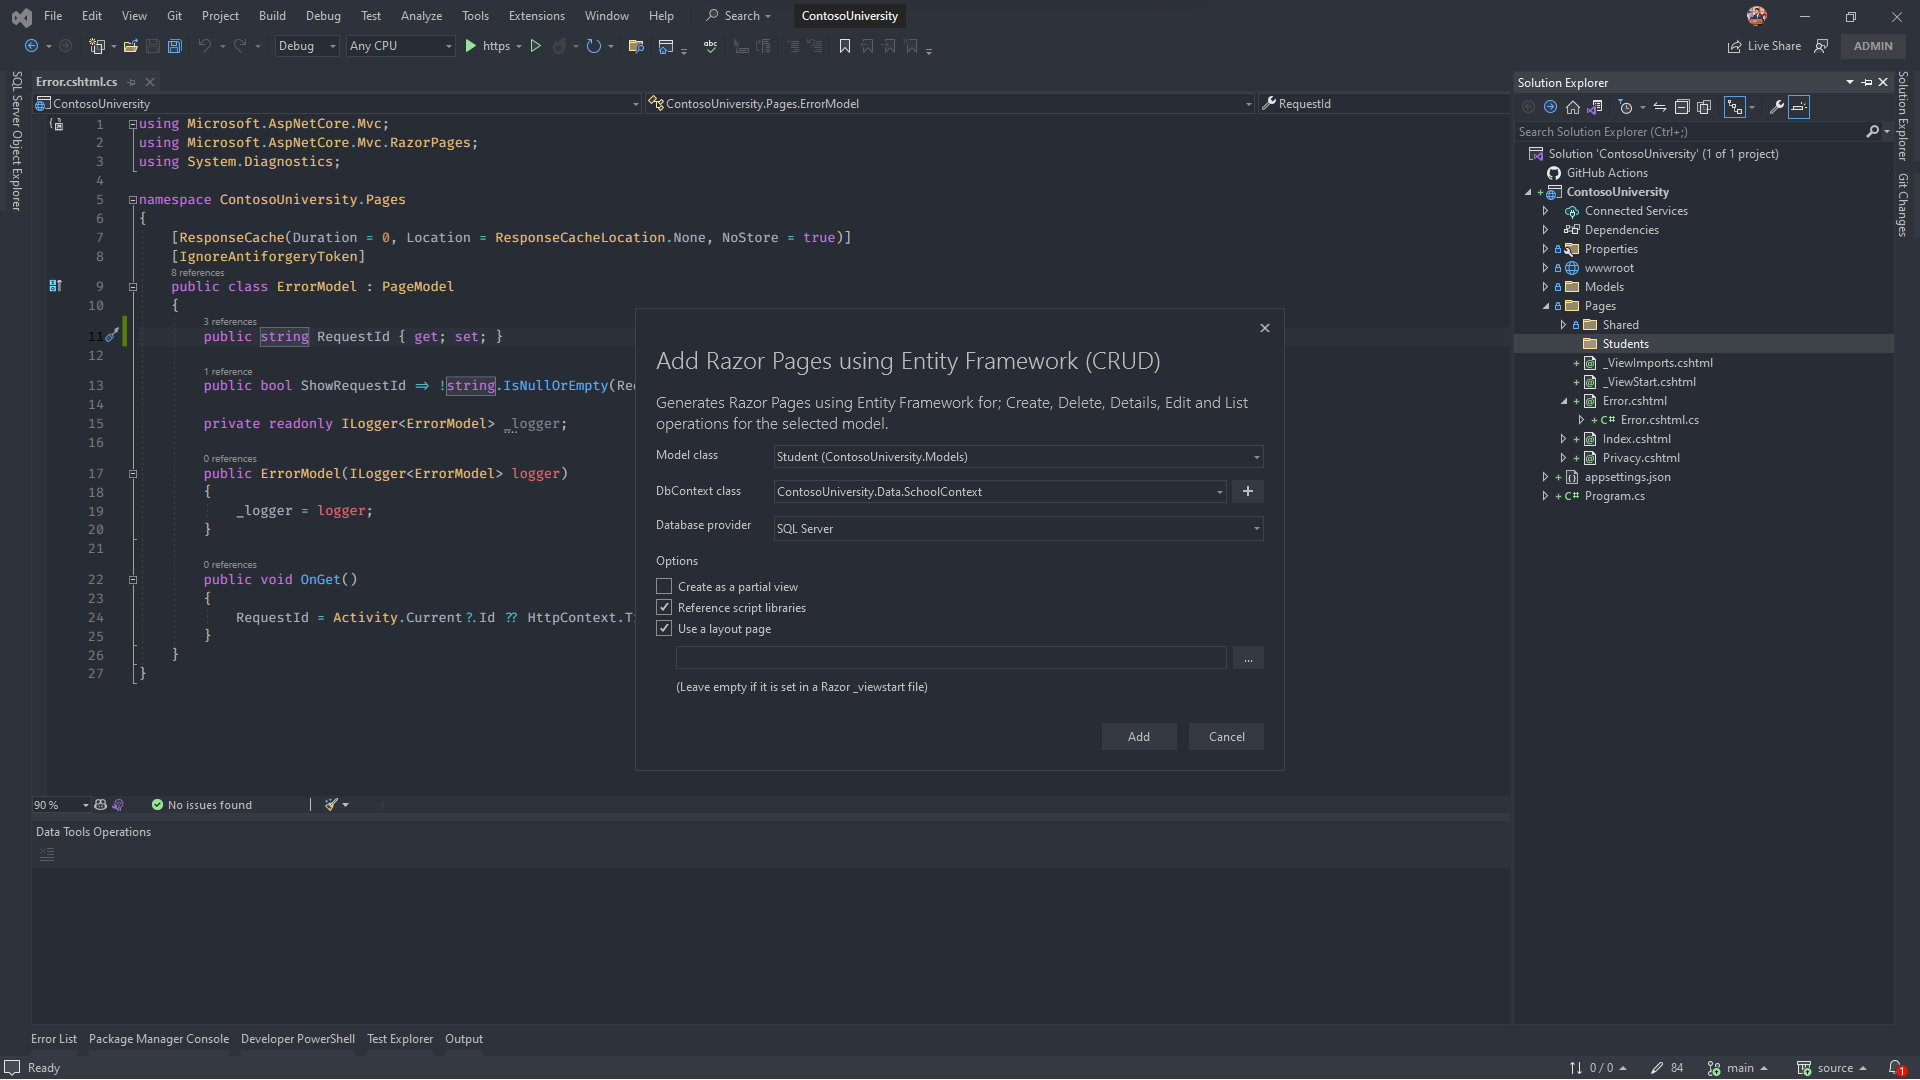 File Edit View Git Project Build Debug Test Analyze Tools Extensions Window Help Search ContosoUniversity
Debug Any CPU https Live Share ADMIN
SQL Server Object Explorer
Error.cshtml.cs
ContosoUniversity ContosoUniversity.Pages.ErrorModel RequestId
1 using Microsoft.AspNetCore.Mvc;
2 using Microsoft.AspNetCore.Mvc.RazorPages;
3 using System.Diagnostics;
4
5 namespace ContosoUniversity.Pages
6 {
7 [ResponseCache(Duration = 0, Location = ResponseCacheLocation.None, NoStore = true)]
8 [IgnoreAntiforgeryToken]
8 references
9 public class ErrorModel : PageModel
10 {
3 references
11 public string RequestId { get; set; }
12
1 reference
13 public bool ShowRequestId => !string.IsNullOrEmpty(Re
14
15 private readonly ILogger<ErrorModel> _logger;
16
0 references
17 public ErrorModel(ILogger<ErrorModel> logger)
18 {
19 _logger = logger;
20 }
21
0 references
22 public void OnGet()
23 {
24 RequestId = Activity.Current?.Id ?? HttpContext.T
25 }
26 }
27 }
90 % No issues found
Data Tools Operations
Add Razor Pages using Entity Framework (CRUD)
Generates Razor Pages using Entity Framework for; Create, Delete, Details, Edit and List
operations for the selected model.
Model class Student (ContosoUniversity.Models)
DbContext class ContosoUniversity.Data.SchoolContext +
Database provider SQL Server
Options
Create as a partial view
Reference script libraries
Use a layout page
...
(Leave empty if it is set in a Razor _viewstart file)
Add Cancel
Solution Explorer
Search Solution Explorer (Ctrl+;)
Solution 'ContosoUniversity' (1 of 1 project)
GitHub Actions
ContosoUniversity
Connected Services
Dependencies
Properties
wwwroot
Models
Pages
Shared
Students
_ViewImports.cshtml
_ViewStart.cshtml
Error.cshtml
C# Error.cshtml.cs
Index.cshtml
Privacy.cshtml
appsettings.json
C# Program.cs
Solution Explorer
Git Changes
Error List Package Manager Console Developer PowerShell Test Explorer Output
Ready 0 / 0 84 main source 1